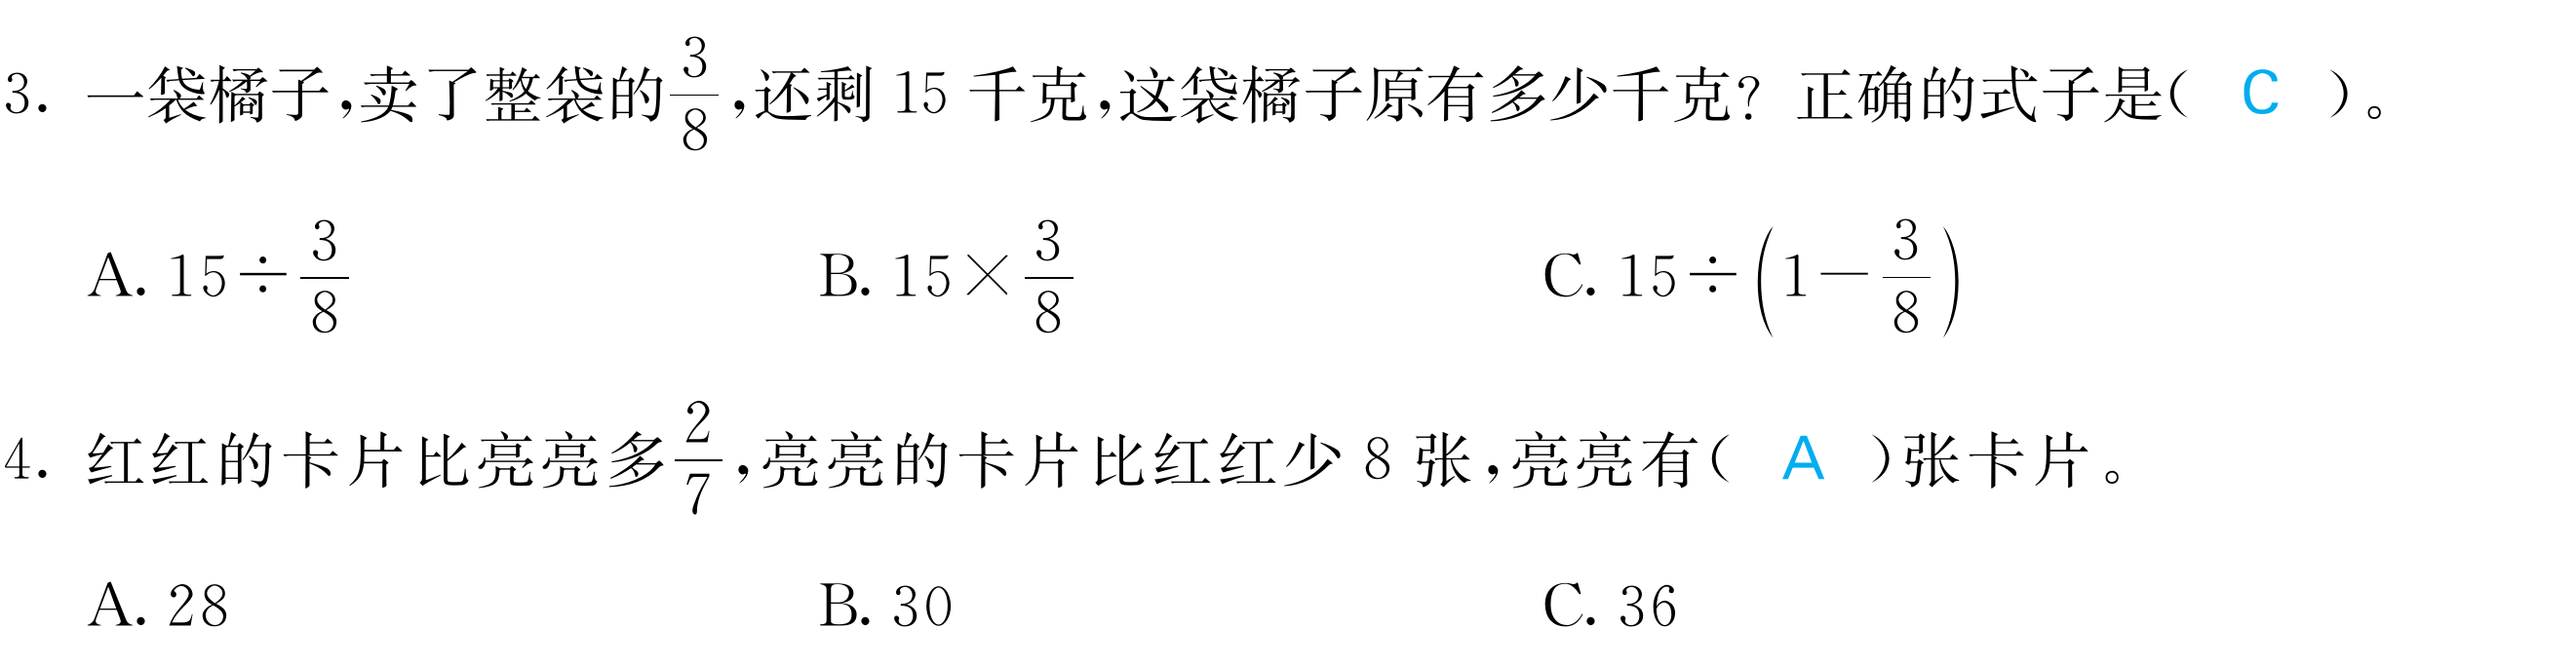 3. 一袋橘子,卖了整袋的3/8,还剩 15 千克,这袋橘子原有多少千克? 正确的式子是( C )。
A. 15÷3/8 B. 15×3/8 C. 15÷(1－3/8)
4. 红红的卡片比亮亮多2/7,亮亮的卡片比红红少 8 张,亮亮有( A )张卡片。
A. 28 B. 30 C. 36